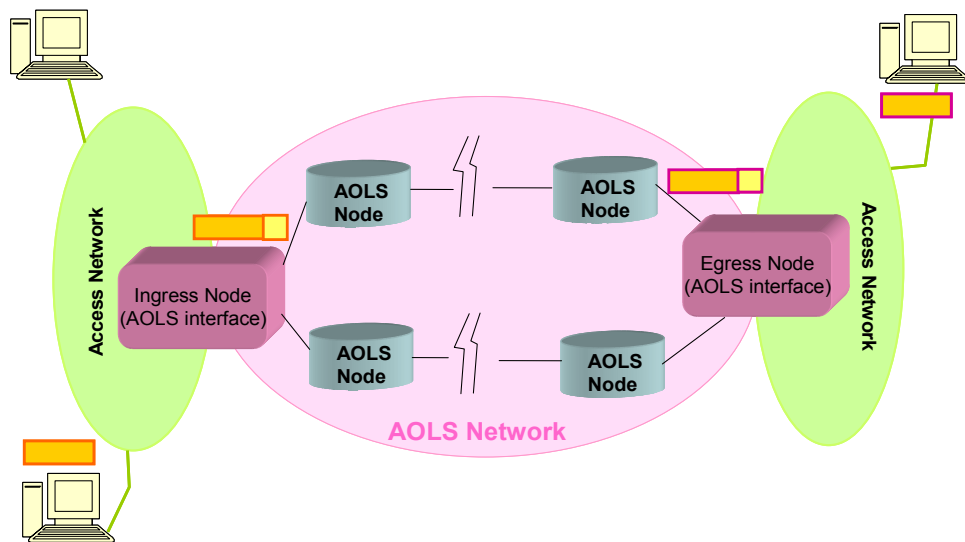 AOLS
Node
AOLS
Node
Access Network
Ingress Node
(AOLS interface)
Egress Node
(AOLS interface)
Access Network
AOLS
Node
AOLS
Node
AOLS Network